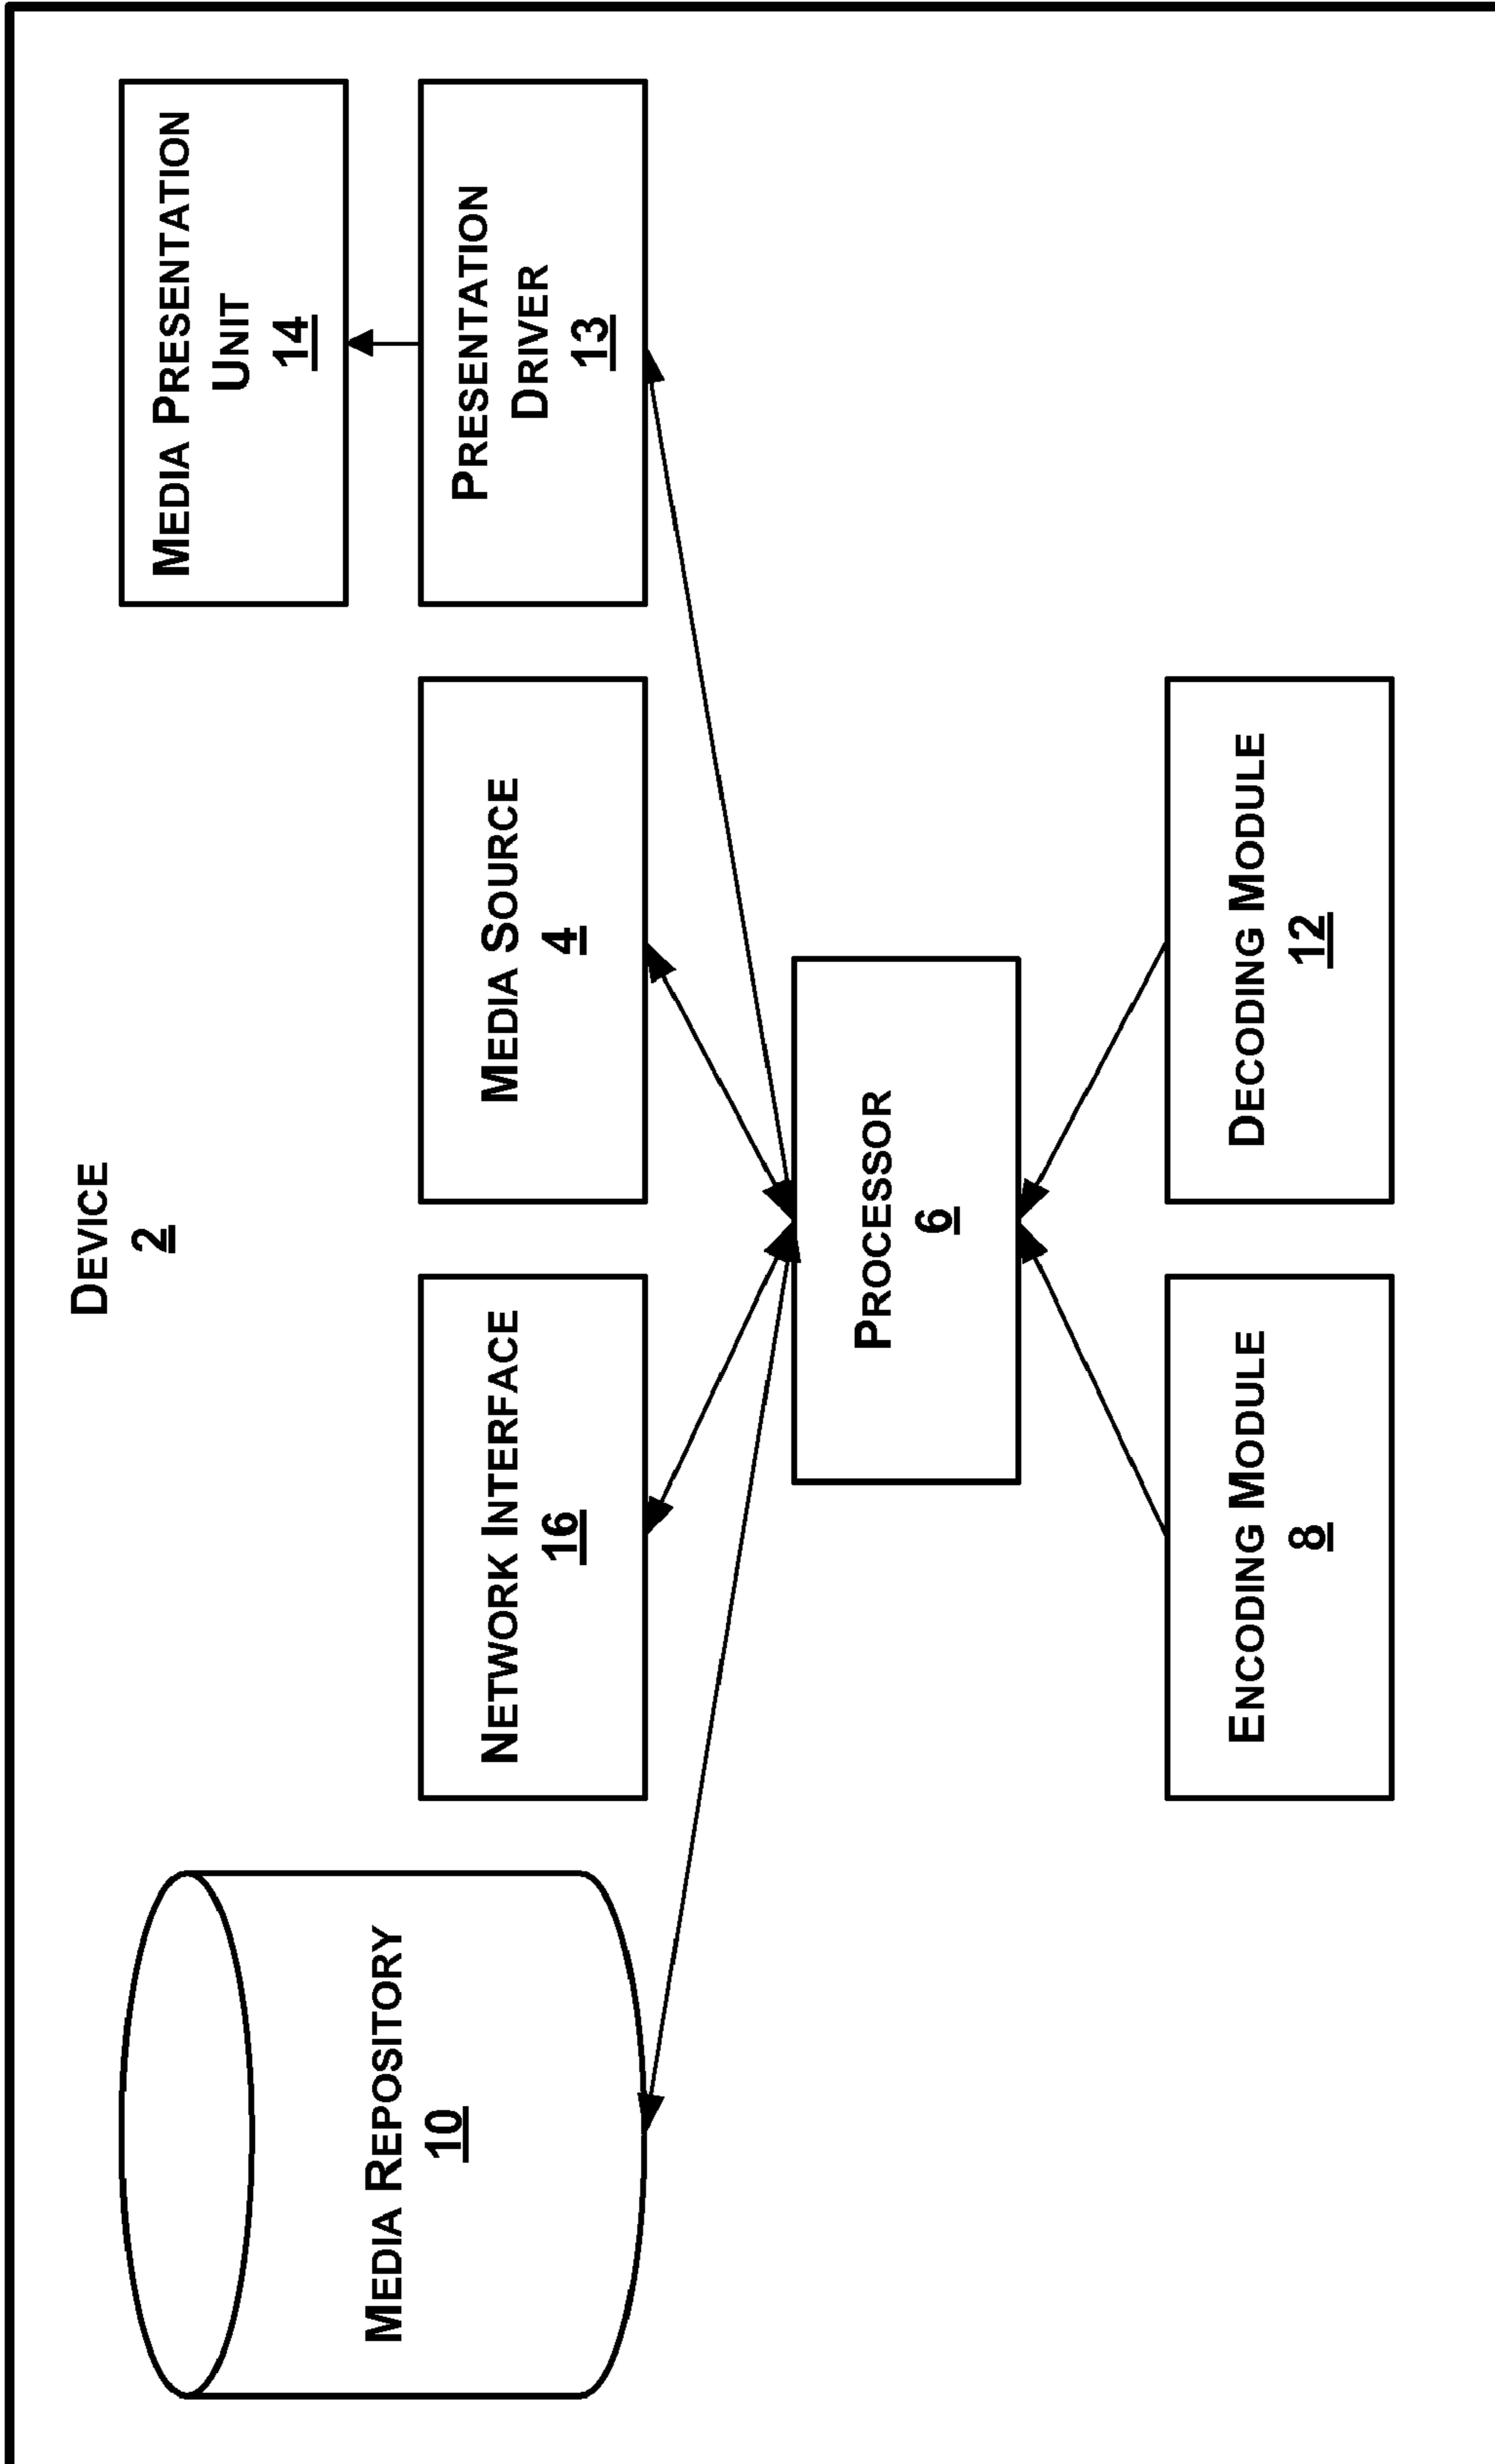 DEVICE
2
MEDIA REPOSITORY
10
NETWORK INTERFACE
16
MEDIA SOURCE
4
MEDIA PRESENTATION
UNIT
14
PRESENTATION
DRIVER
13
PROCESSOR
6
ENCODING MODULE
8
DECODING MODULE
12